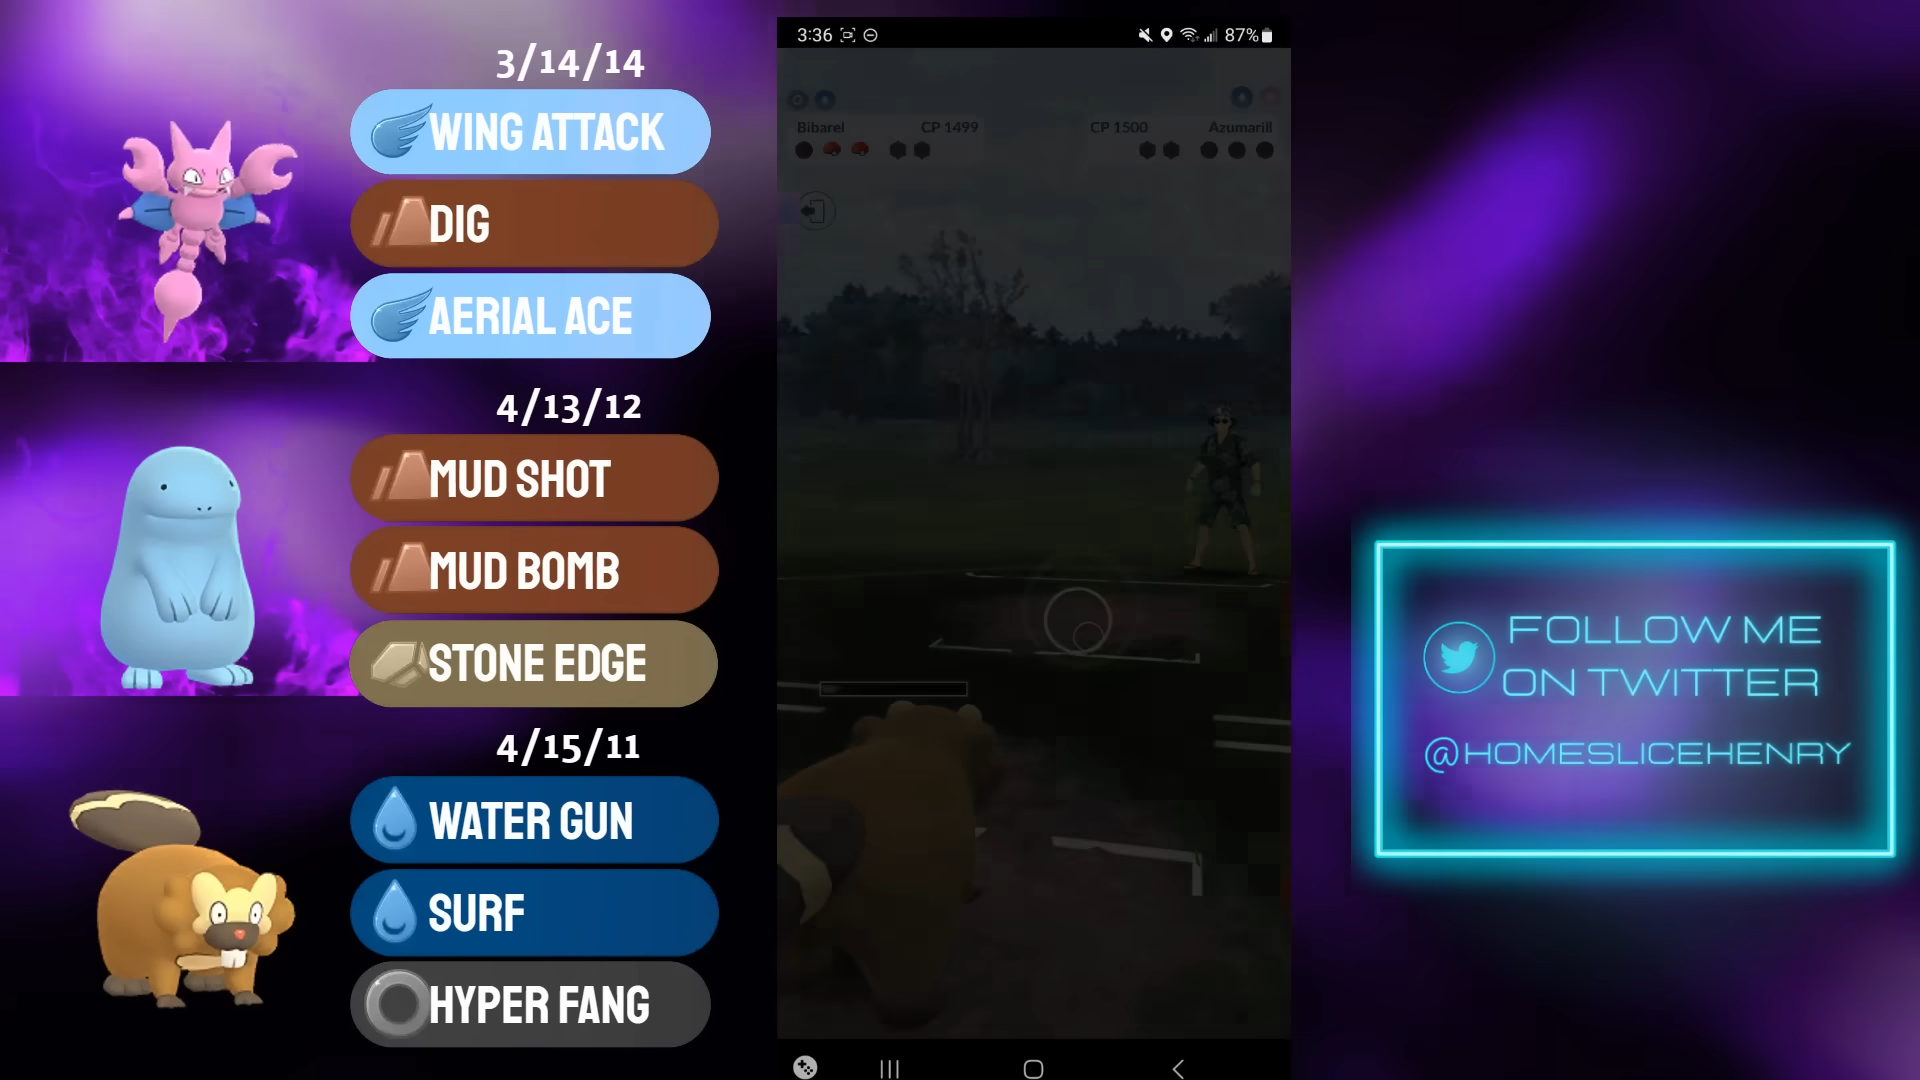 3/14/14
WING ATTACK
DIG
AERIAL ACE
4/13/12
MUD SHOT
MUD BOMB
STONE EDGE
4/15/11
WATER GUN
SURF
HYPER FANG
3:36
87%
Bibarel CP 1499
CP 1500 Azumarill
FOLLOW ME
ON TWITTER
@HOMESLICEHENRY